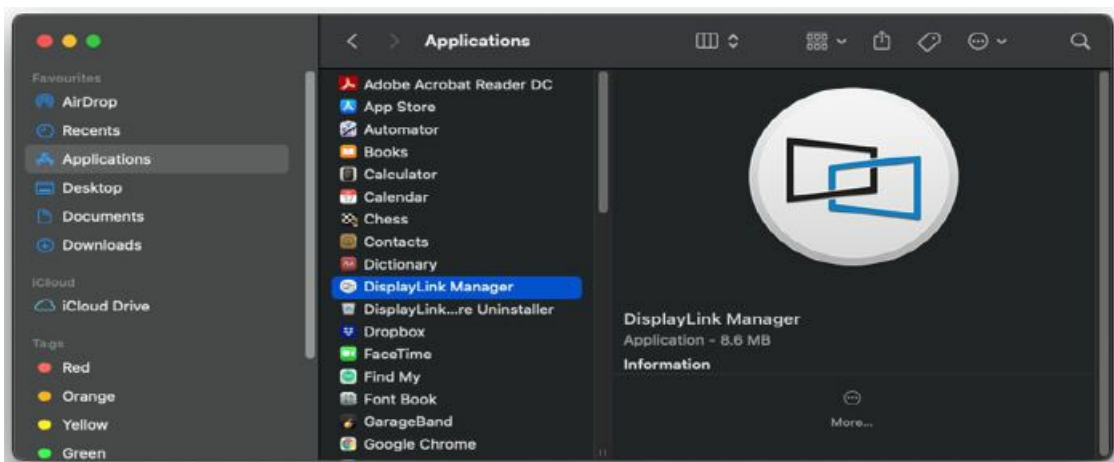 Applications
Favourites
AirDrop
Recents
Applications
Desktop
Documents
Downloads
iCloud
iCloud Drive
Tags
Red
Orange
Yellow
Green
Adobe Acrobat Reader DC
App Store
Automator
Books
Calculator
Calendar
Chess
Contacts
Dictionary
DisplayLink Manager
DisplayLink...re Uninstaller
Dropbox
FaceTime
Find My
Font Book
GarageBand
Google Chrome
DisplayLink Manager
Application - 8.6 MB
Information
More...